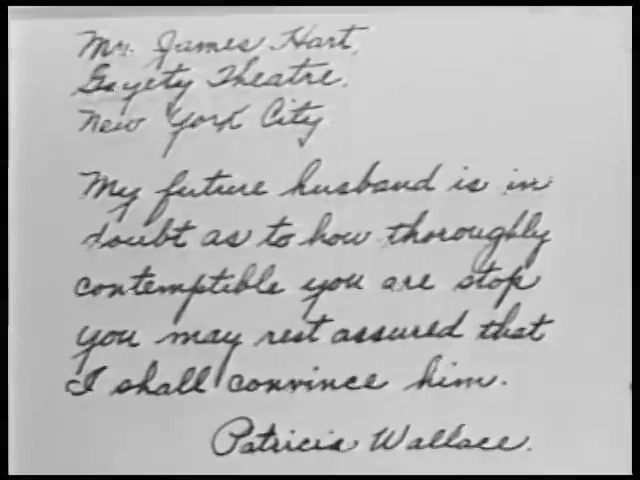 Mr. James Hart,
Gayety Theatre.
New York City
My future husband is in
doubt as to how thoroughly
contemptible you are stop
you may rest assured that
I shall convince him.
Patricia Wallace.